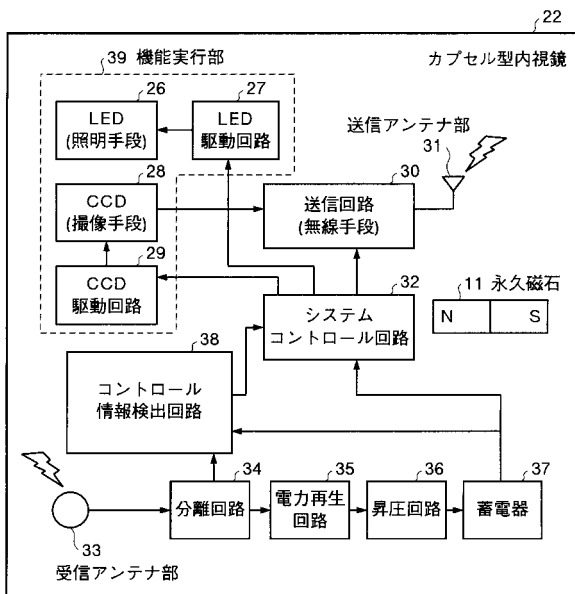 22
カプセル型内視鏡
39 機能実行部
26
LED
(照明手段)
27
LED
駆動回路
28
CCD
(撮像手段)
29
CCD
駆動回路
送信アンテナ部
31
30
送信回路
(無線手段)
32
システム
コントロール回路
11 永久磁石
N S
38
コントロール
情報検出回路
33
受信アンテナ部
34
分離回路
35
電力再生
回路
36
昇圧回路
37
蓄電器